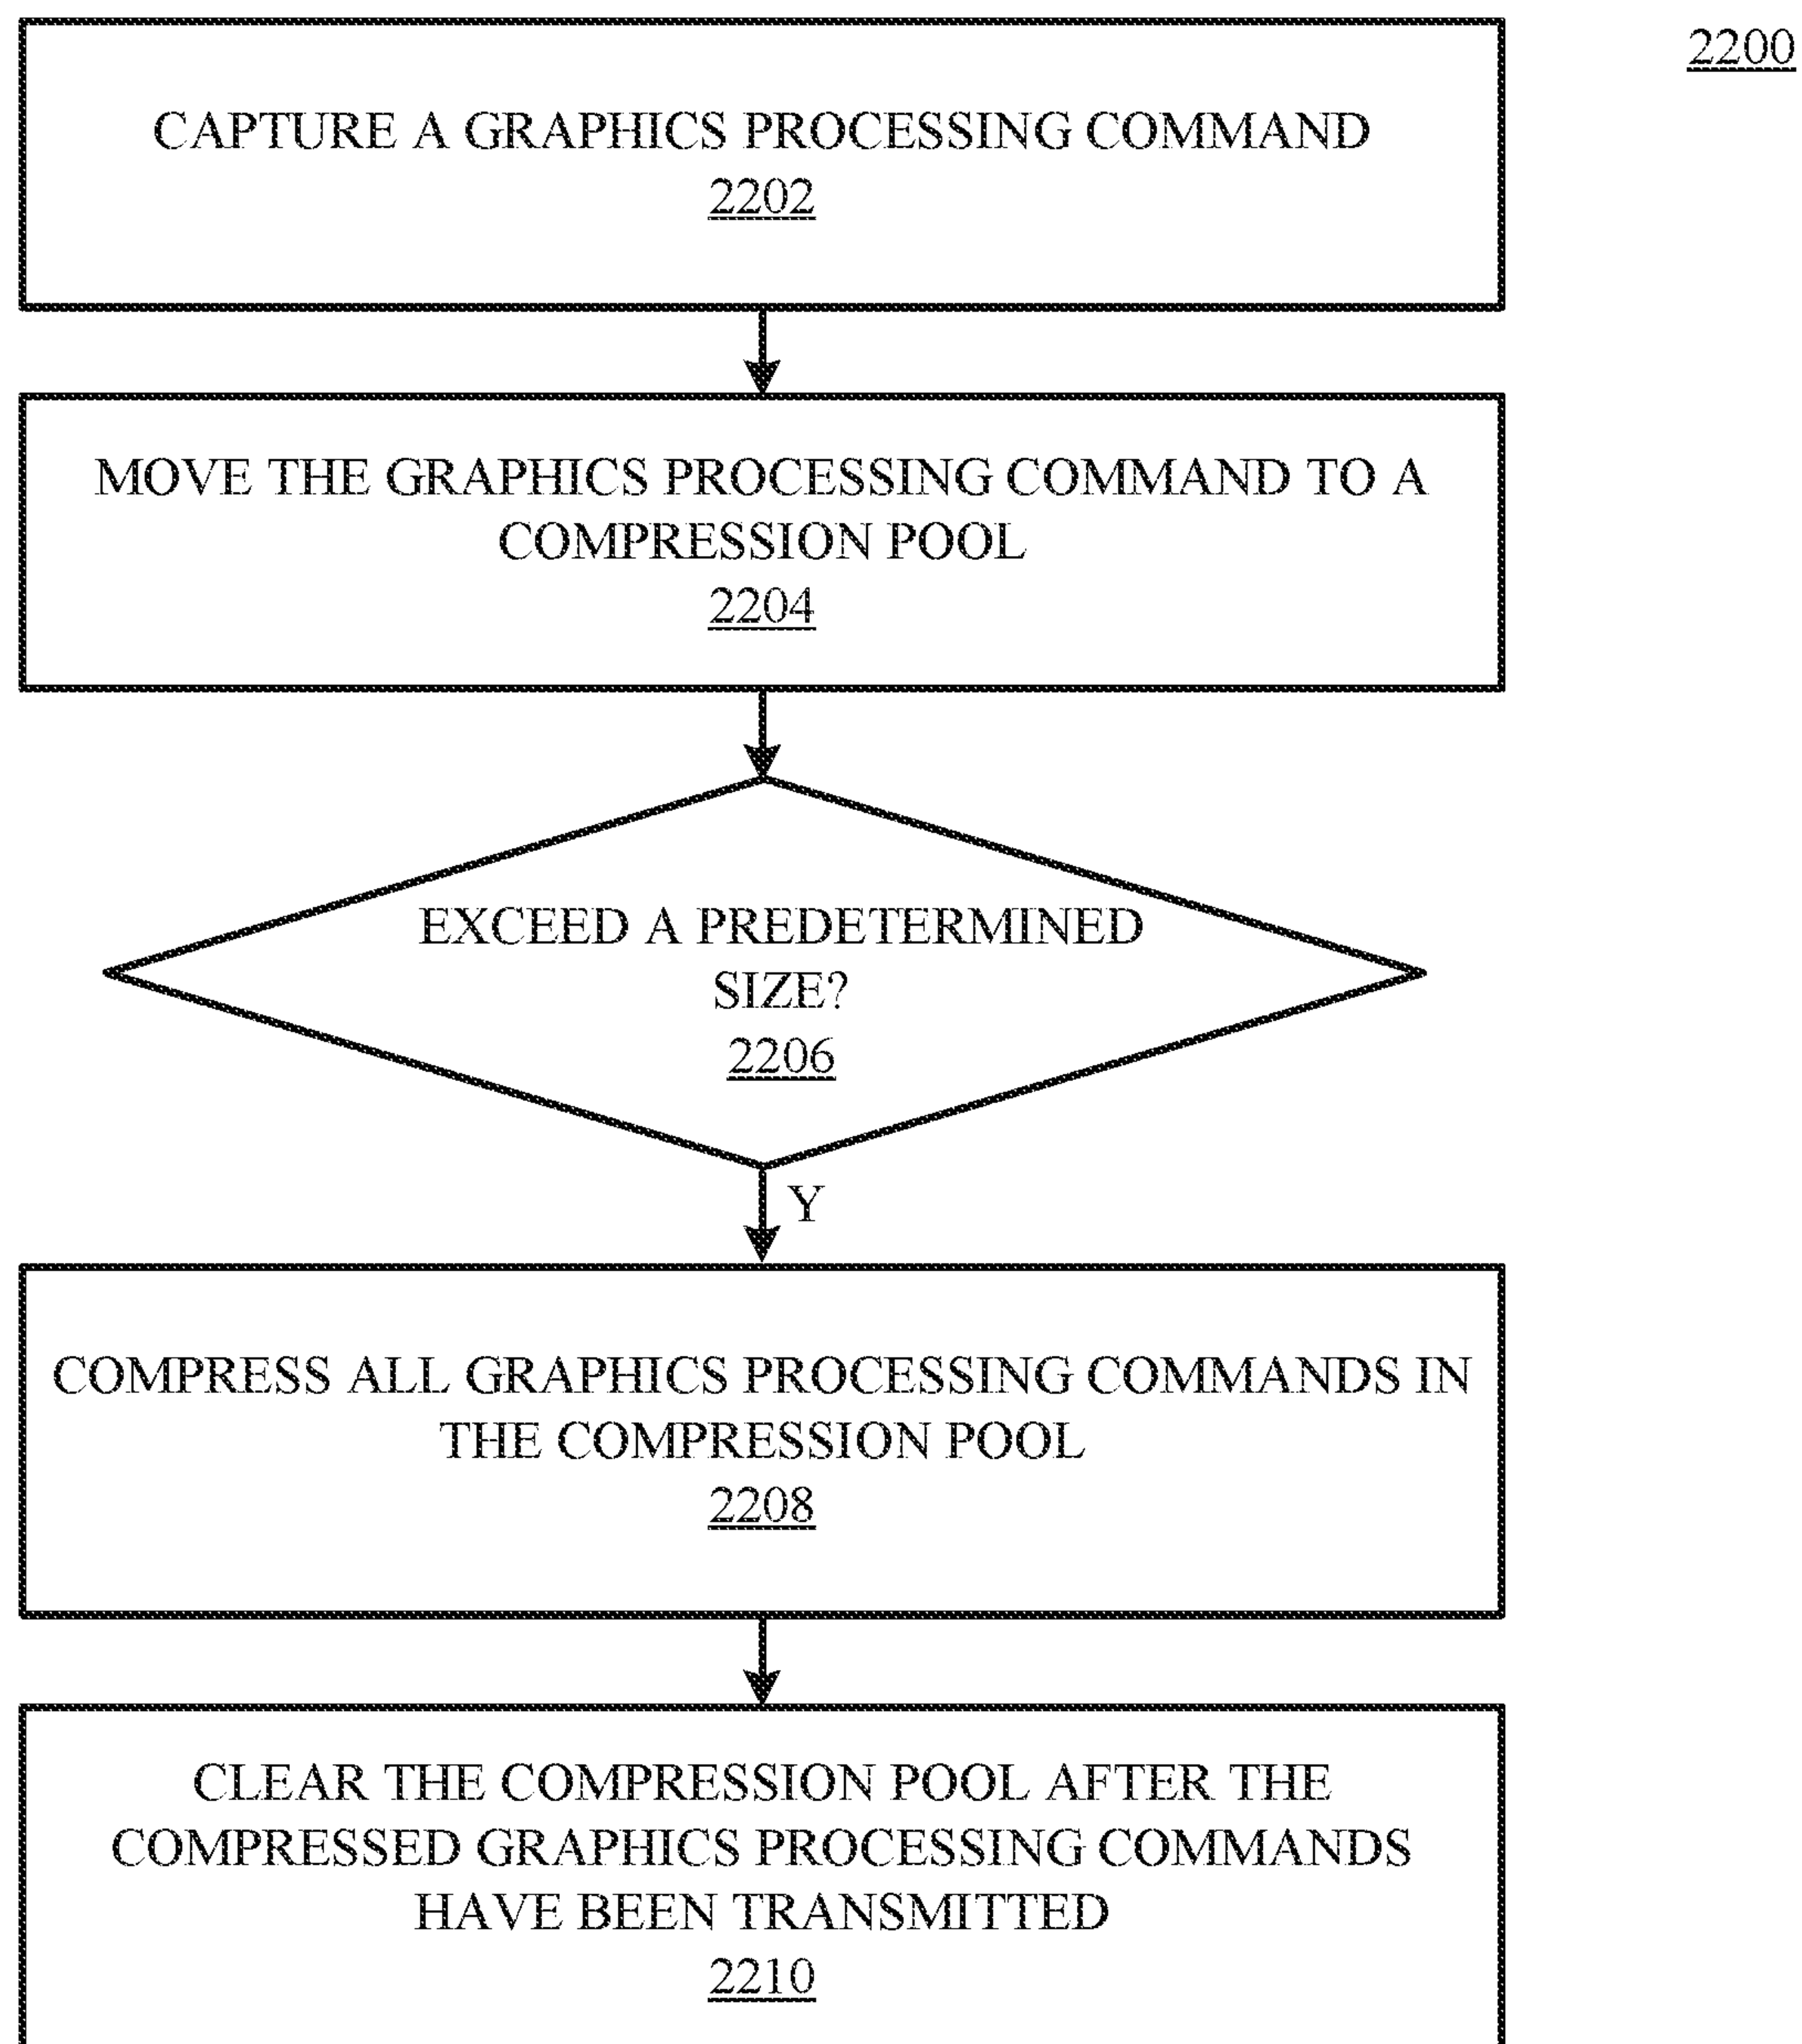 2200
CAPTURE A GRAPHICS PROCESSING COMMAND
2202
MOVE THE GRAPHICS PROCESSING COMMAND TO A
COMPRESSION POOL
2204
EXCEED A PREDETERMINED
SIZE?
2206
Y
COMPRESS ALL GRAPHICS PROCESSING COMMANDS IN
THE COMPRESSION POOL
2208
CLEAR THE COMPRESSION POOL AFTER THE
COMPRESSED GRAPHICS PROCESSING COMMANDS
HAVE BEEN TRANSMITTED
2210